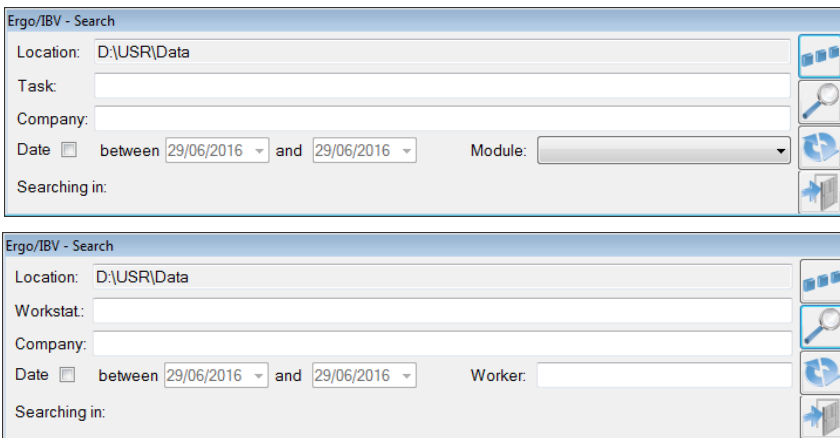 Ergo/IBV - Search
Location: D:\USR\Data
Task:
Company:
Date between 29/06/2016 and 29/06/2016 Module:
Searching in:
Ergo/IBV - Search
Location: D:\USR\Data
Workstat.:
Company:
Date between 29/06/2016 and 29/06/2016 Worker:
Searching in: